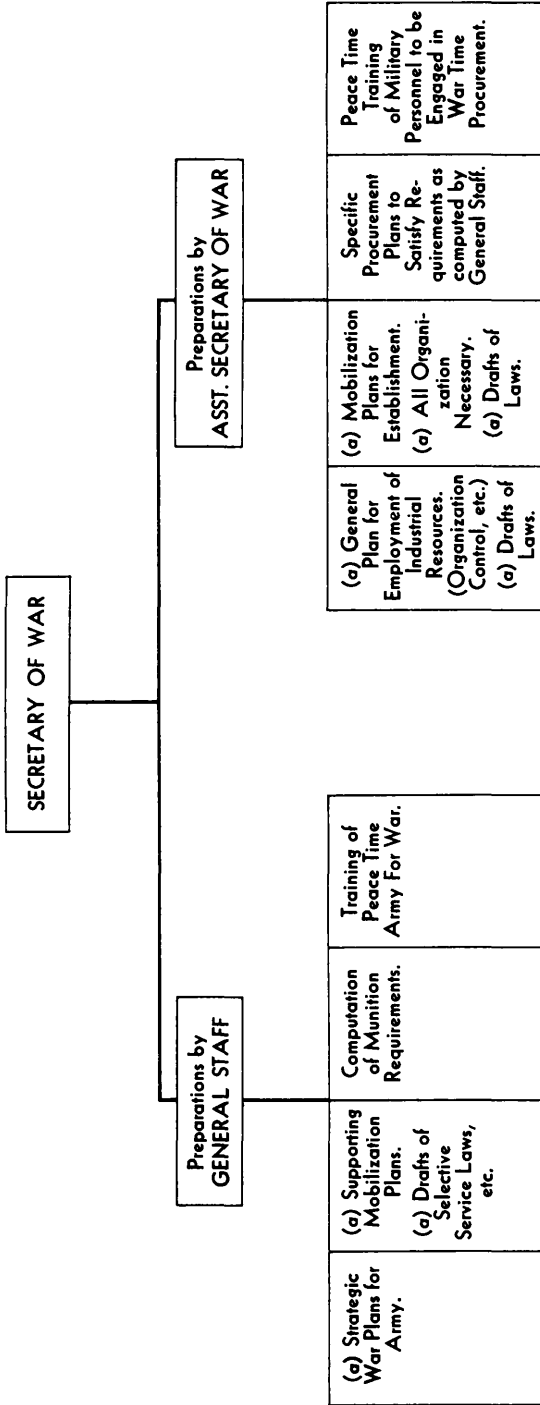 SECRETARY OF WAR
Preparations by
GENERAL STAFF
Preparations by
ASST. SECRETARY OF WAR
(a) Strategic
War Plans for
Army.
(a) Supporting
Mobilization
Plans.
(a) Drafts of
Selective
Service Laws,
etc.
Computation
of Munition
Requirements.
Training of
Peace Time
Army For War.
(a) General
Plan for
Employment of
Industrial
Resources.
(Organization
Control, etc.)
(a) Drafts of
Laws.
(a) Mobilization
Plans for
Establishment.
(a) All Organi-
zation
Necessary.
(a) Drafts of
Laws.
Specific
Procurement
Plans to
Satisfy Re-
quirements as
computed by
General Staff.
Peace Time
Training
of Military
Personnel to be
Engaged in
War Time
Procurement.